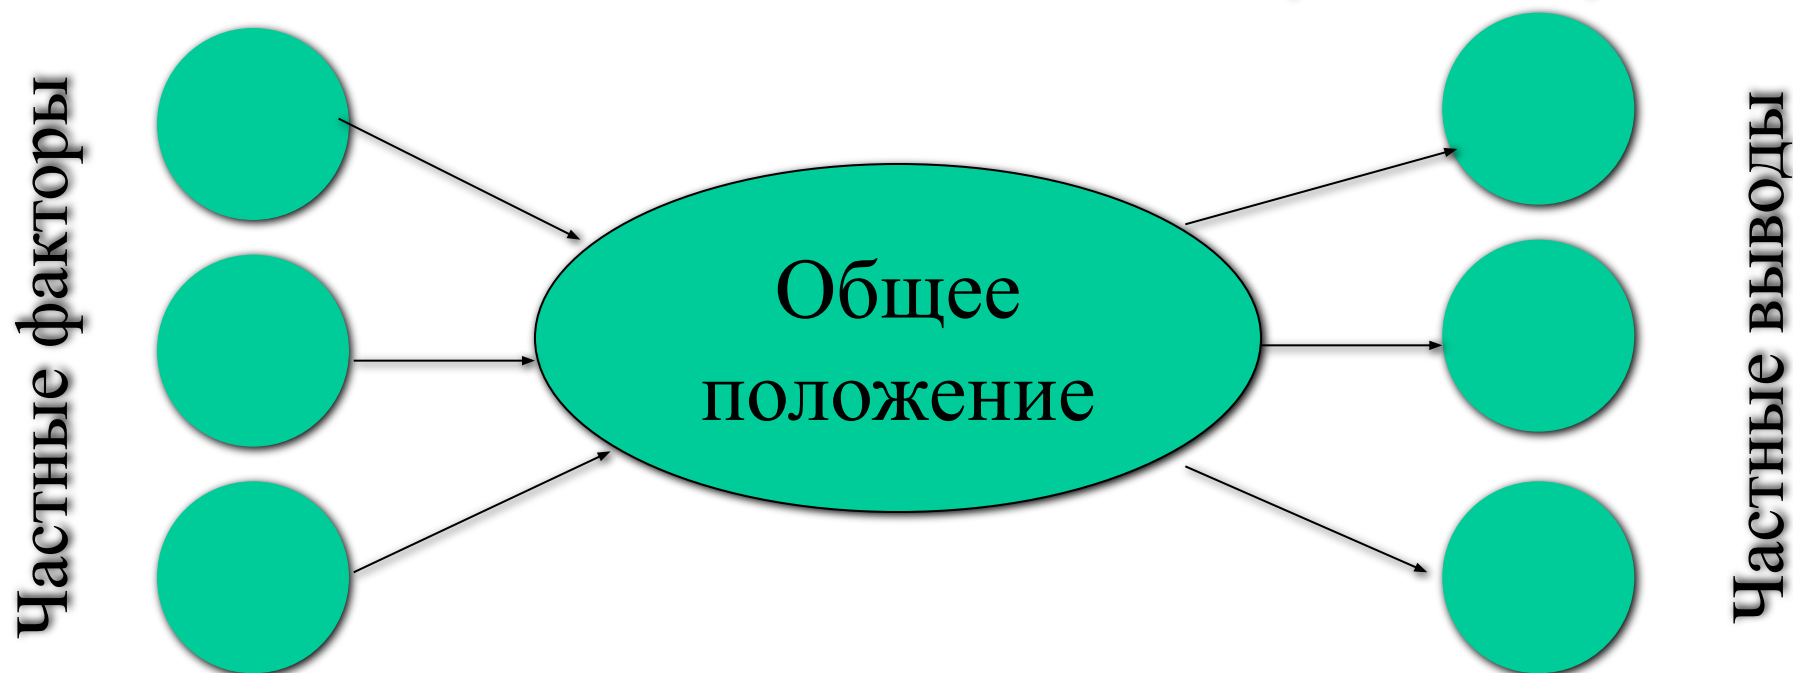 Частные факторы
Общее
положение
Частные выводы